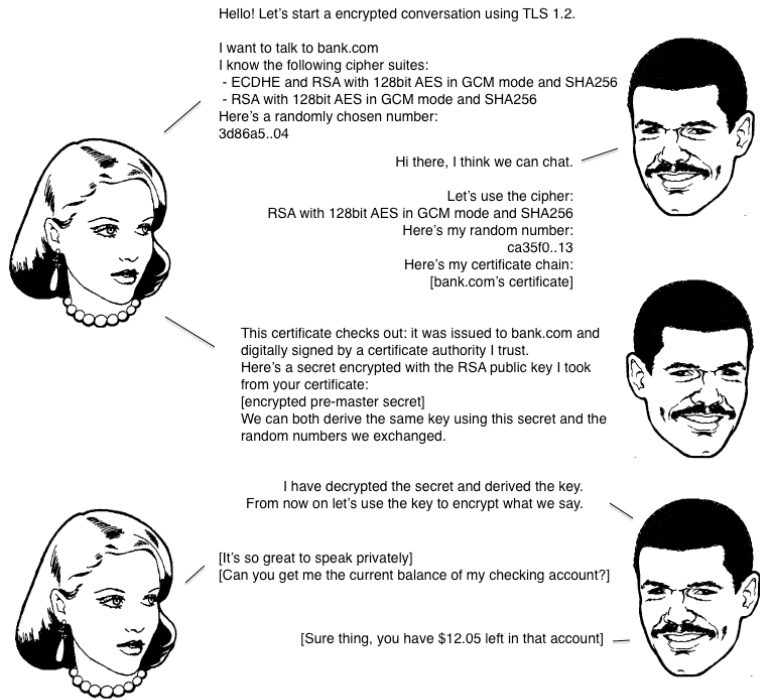 Hello! Let's start a encrypted conversation using TLS 1.2.
I want to talk to bank.com
I know the following cipher suites:
- ECDHE and RSA with 128bit AES in GCM mode and SHA256
- RSA with 128bit AES in GCM mode and SHA256
Here's a randomly chosen number:
3d86a5..04
Hi there, I think we can chat.
Let's use the cipher:
RSA with 128bit AES in GCM mode and SHA256
Here's my random number:
ca35f0..13
Here's my certificate chain:
[bank.com's certificate]
This certificate checks out: it was issued to bank.com and
digitally signed by a certificate authority I trust.
Here's a secret encrypted with the RSA public key I took
from your certificate:
[encrypted pre-master secret]
We can both derive the same key using this secret and the
random numbers we exchanged.
I have decrypted the secret and derived the key.
From now on let's use the key to encrypt what we say.
[It's so great to speak privately]
[Can you get me the current balance of my checking account?]
[Sure thing, you have $12.05 left in that account]